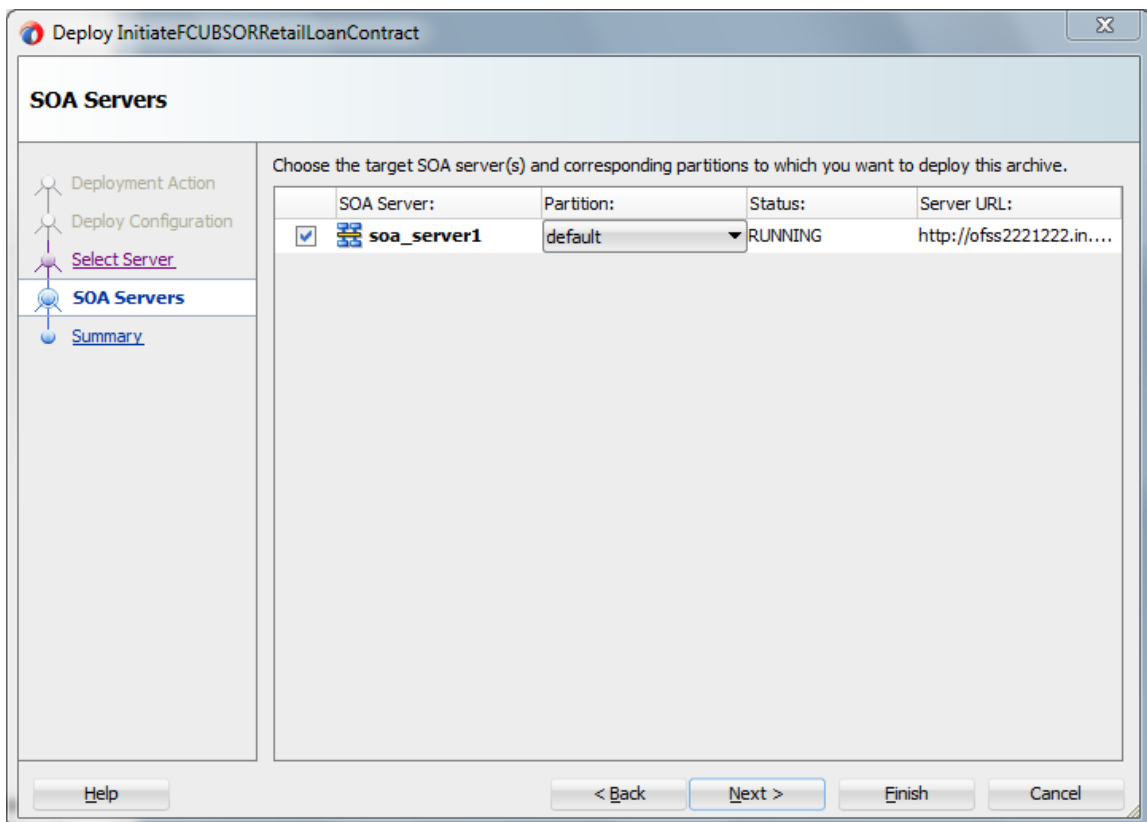 Deploy InitiateFCUBSORRetailLoanContract
SOA Servers
Deployment Action
Deploy Configuration
Select Server
SOA Servers
Summary
Choose the target SOA server(s) and corresponding partitions to which you want to deploy this archive.
SOA Server: Partition: Status: Server URL:
soa_server1 default RUNNING http://ofss2221222.in....
Help < Back Next > Finish Cancel